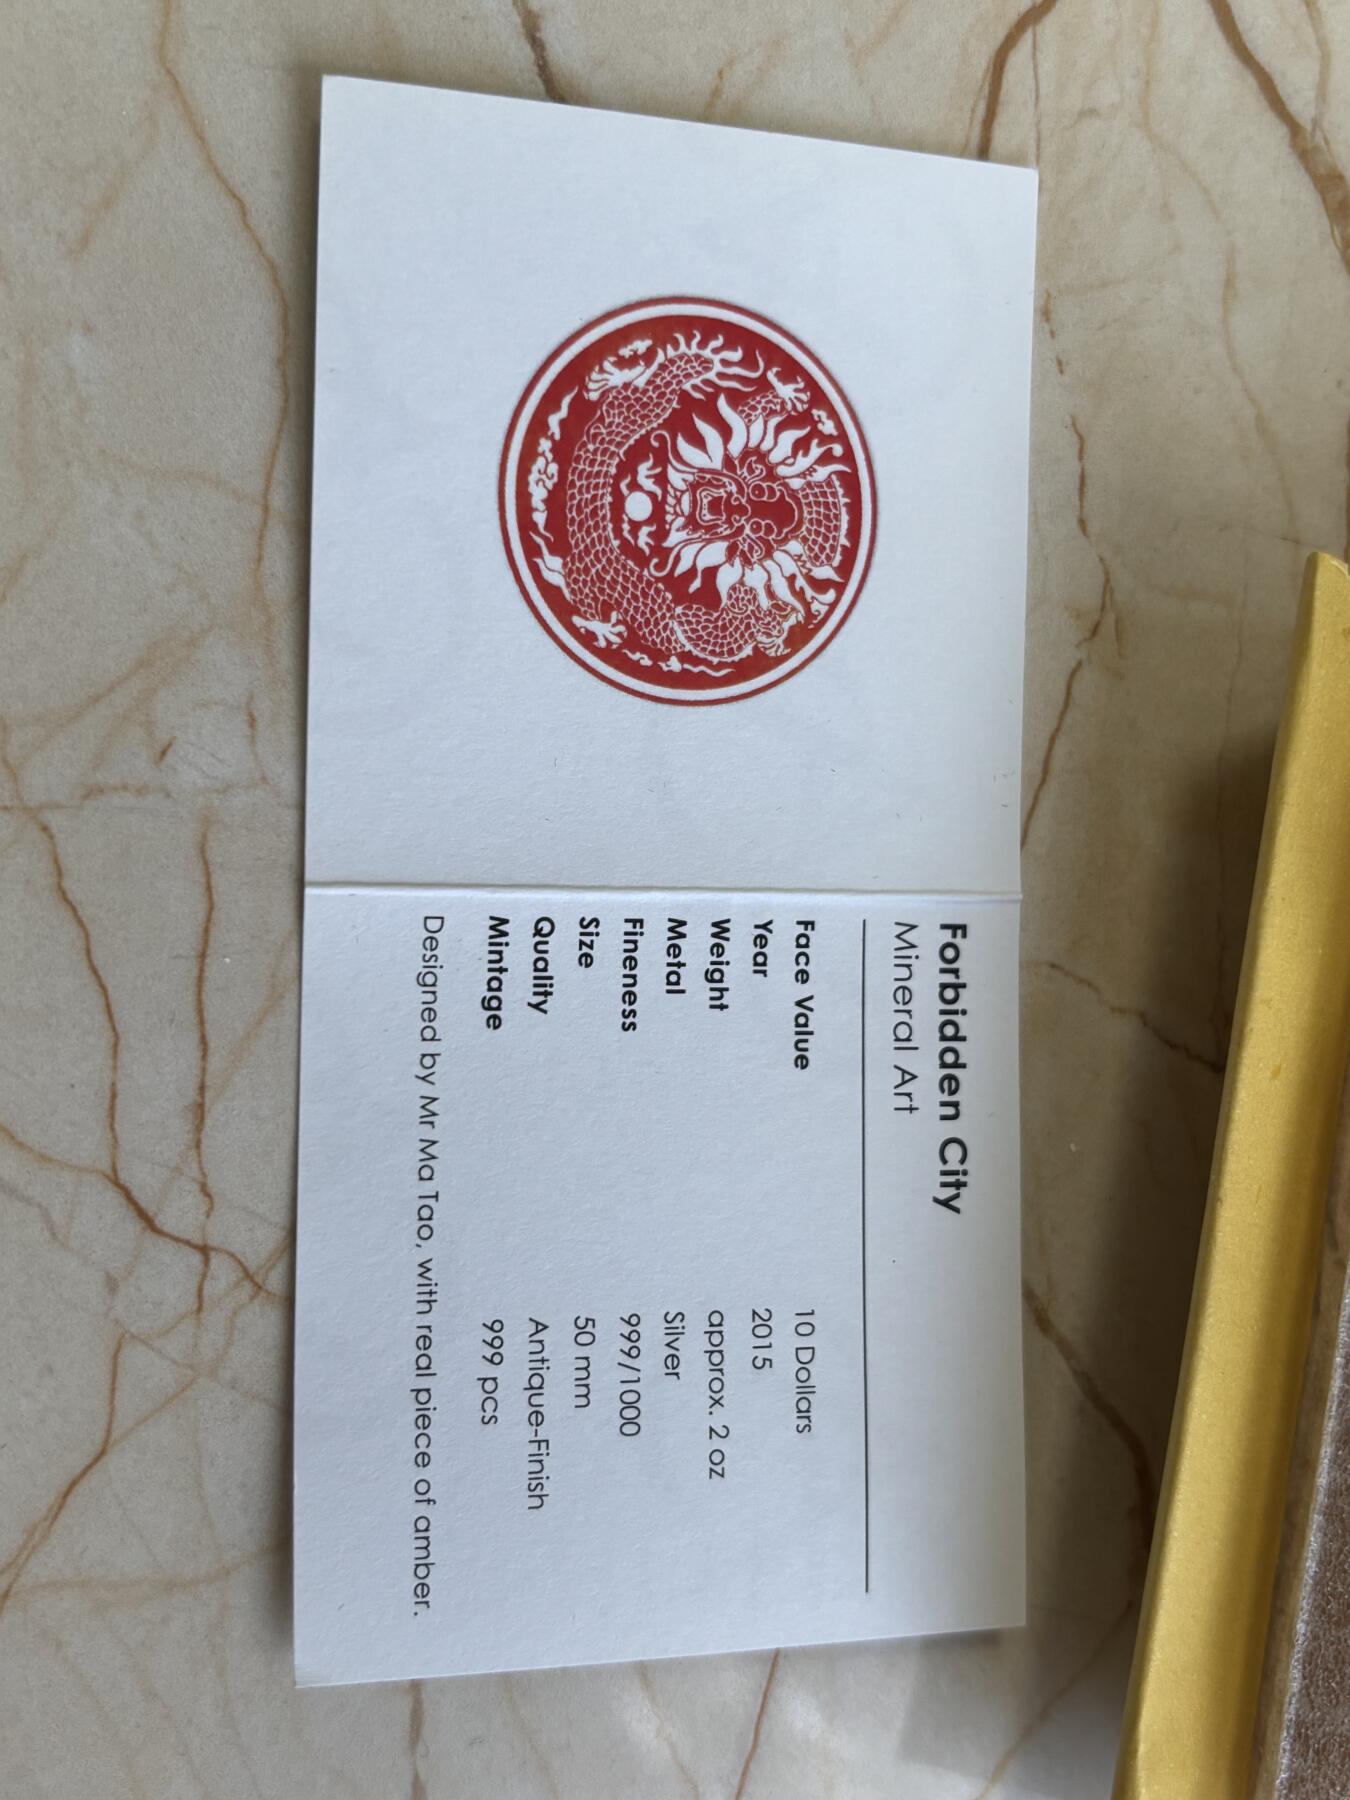 Forbidden City
Mineral Art
Face Value 10 Dollars
Year 2015
Weight approx. 2 oz
Metal Silver
Fineness 999/1000
Size 50 mm
Quality Antique-Finish
Mintage 999 pcs
Designed by Mr Ma Tao, with real piece of amber.